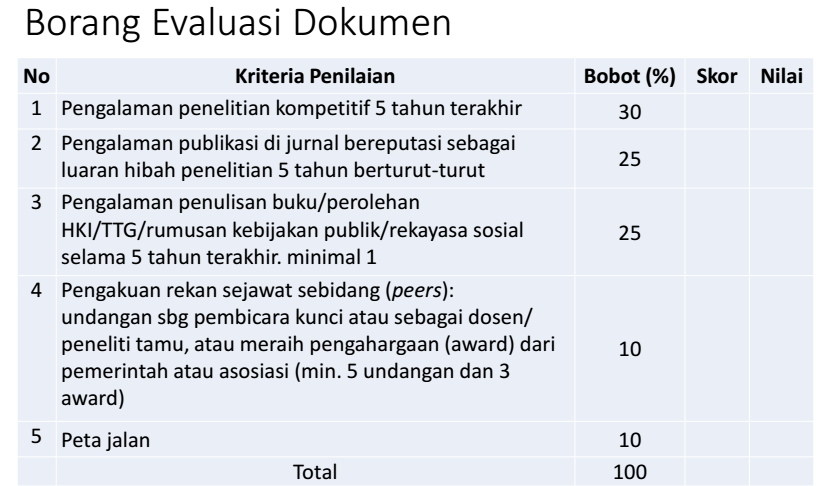 Borang Evaluasi Dokumen
No Kriteria Penilaian Bobot (%) Skor Nilai
1 Pengalaman penelitian kompetitif 5 tahun terakhir 30
2 Pengalaman publikasi di jurnal bereputasi sebagai
luaran hibah penelitian 5 tahun berturut-turut 25
3 Pengalaman penulisan buku/perolehan
HKI/TTG/rumusan kebijakan publik/rekayasa sosial 25
selama 5 tahun terakhir. minimal 1
4 Pengakuan rekan sejawat sebidang (peers):
undangan sbg pembicara kunci atau sebagai dosen/
peneliti tamu, atau meraih pengahargaan (award) dari 10
pemerintah atau asosiasi (min. 5 undangan dan 3
award)
5 Peta jalan 10
Total 100